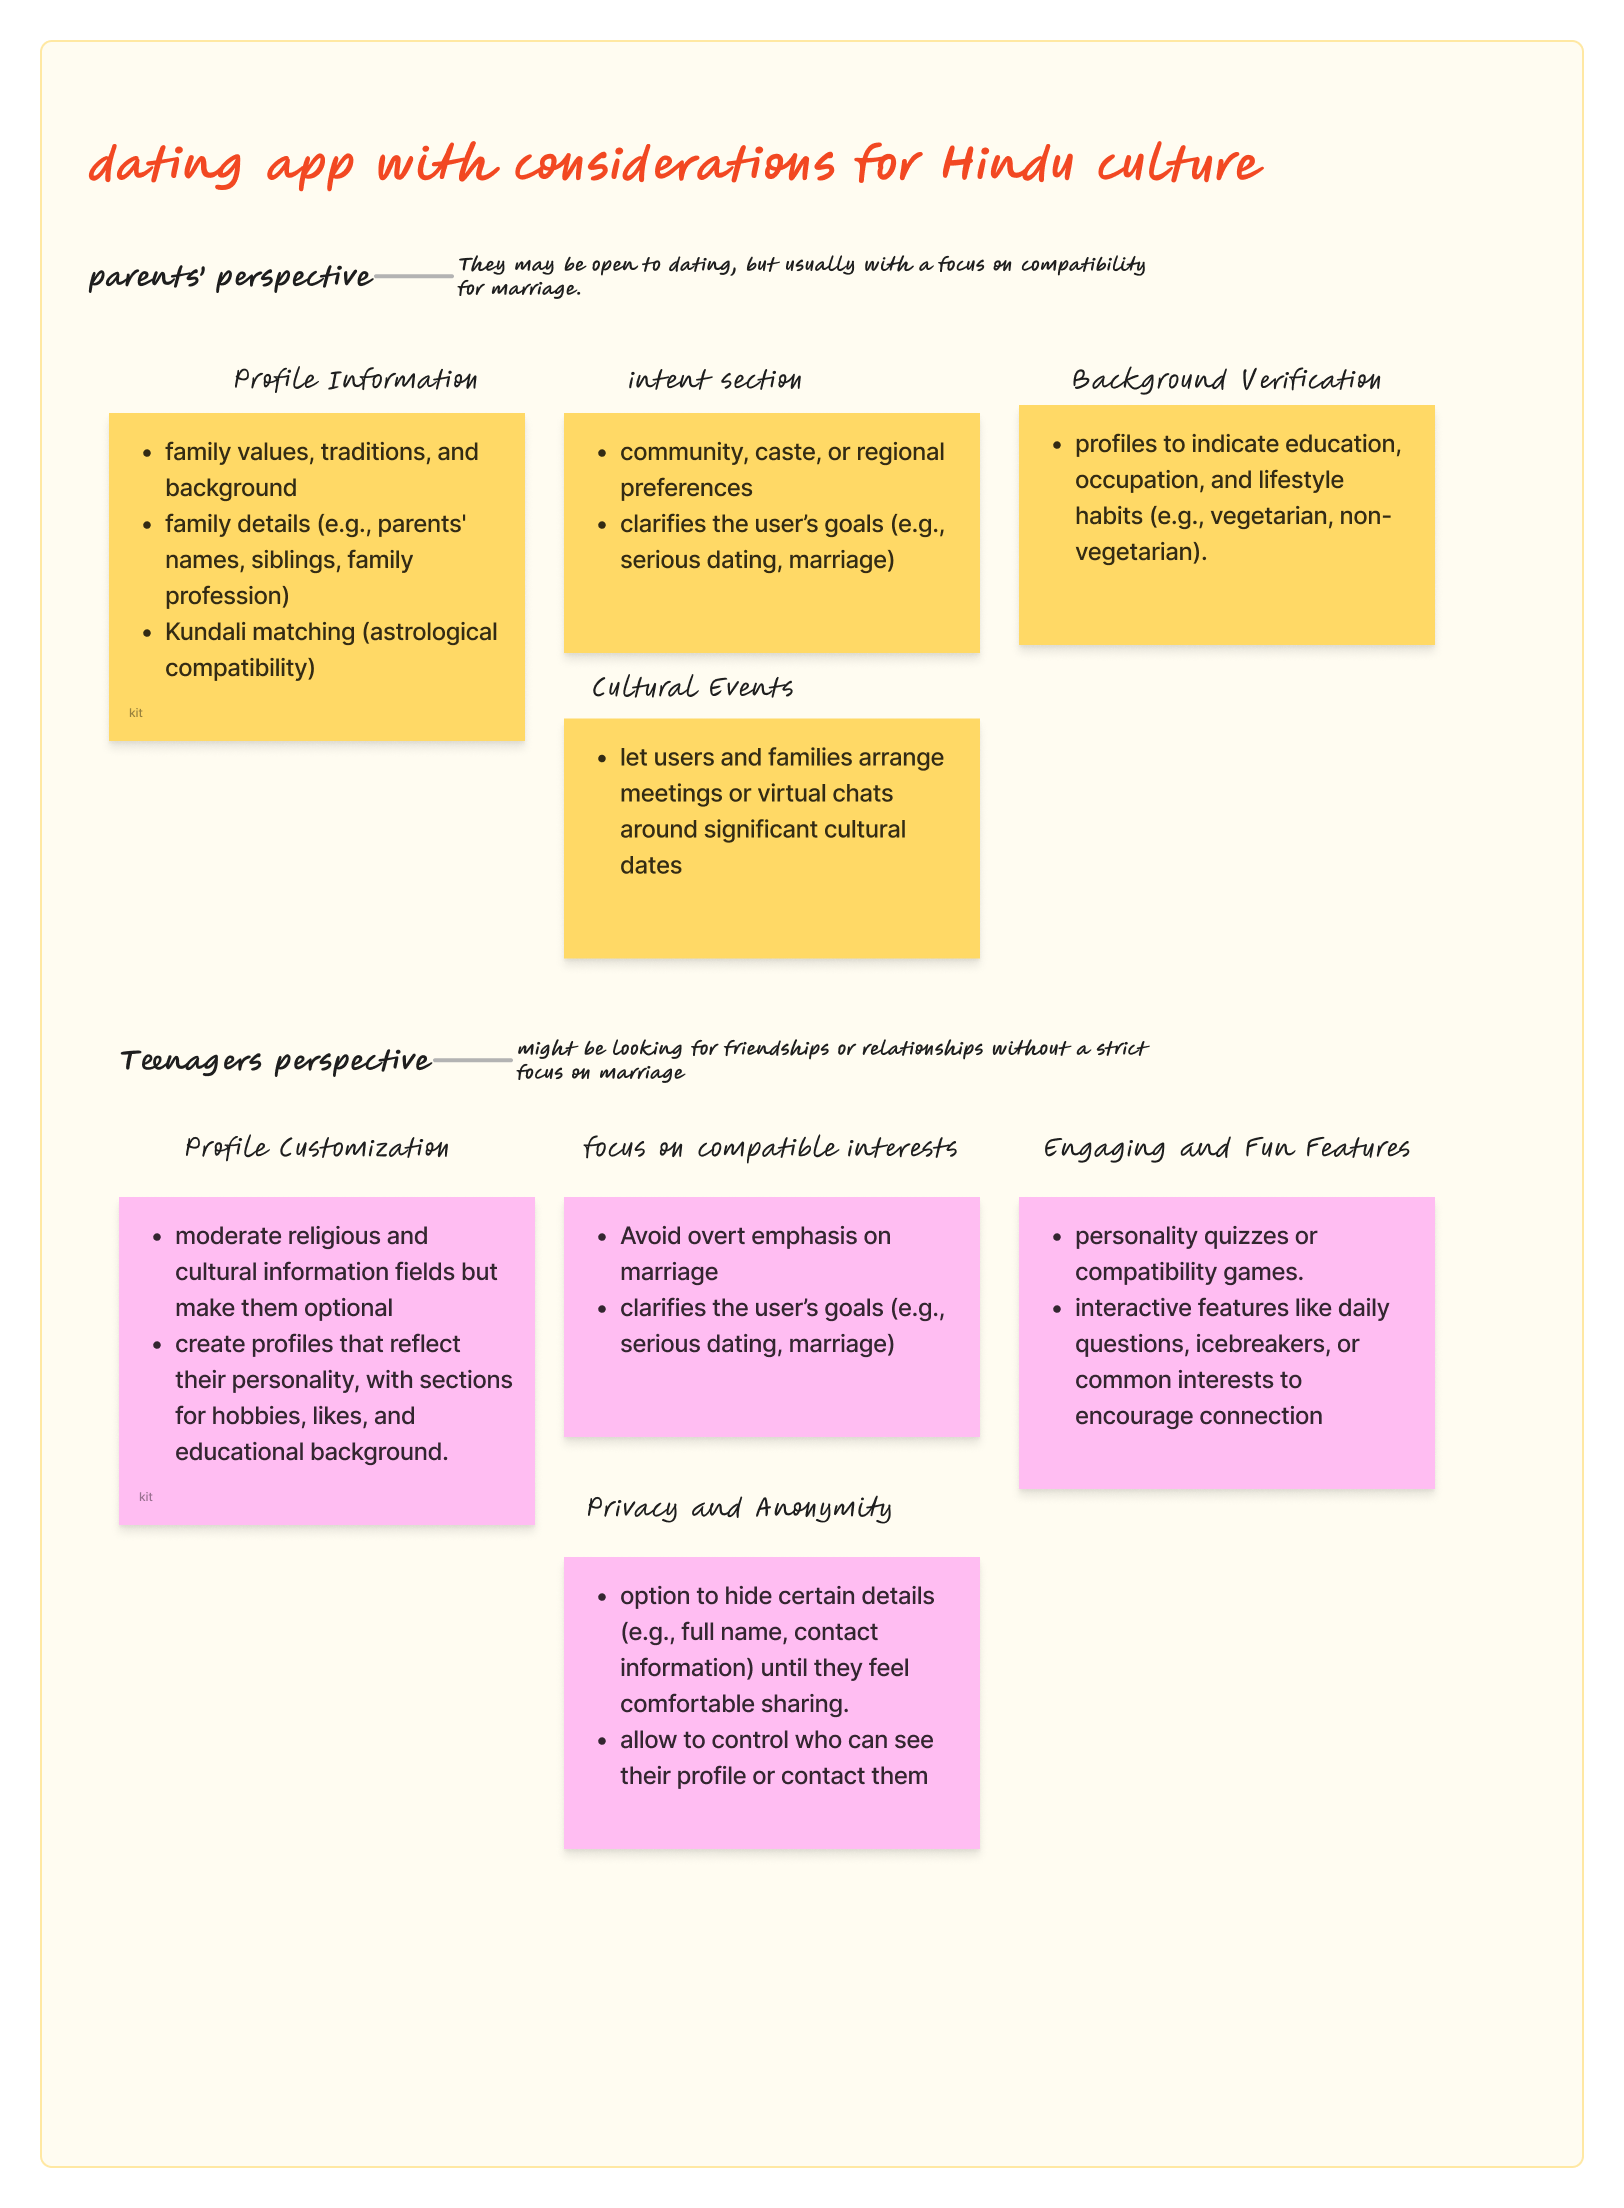 dating app with considerations for Hindu culture
parents' perspective
They may be open to dating, but usually with a focus on compatibility
for marriage.
Profile Information
• family values, traditions, and
background
• family details (e.g., parents'
names, siblings, family
profession)
• Kundali matching (astrological
compatibility)
kit
intent section
• community, caste, or regional
preferences
• clarifies the user’s goals (e.g.,
serious dating, marriage)
Background Verification
• profiles to indicate education,
occupation, and lifestyle
habits (e.g., vegetarian, non-
vegetarian).
Cultural Events
• let users and families arrange
meetings or virtual chats
around significant cultural
dates
Teenagers perspective
might be looking for friendships or relationships without a strict
focus on marriage
Profile Customization
• moderate religious and
cultural information fields but
make them optional
• create profiles that reflect
their personality, with sections
for hobbies, likes, and
educational background.
kit
focus on compatible interests
• Avoid overt emphasis on
marriage
• clarifies the user’s goals (e.g.,
serious dating, marriage)
Engaging and Fun Features
• personality quizzes or
compatibility games.
• interactive features like daily
questions, icebreakers, or
common interests to
encourage connection
Privacy and Anonymity
• option to hide certain details
(e.g., full name, contact
information) until they feel
comfortable sharing.
• allow to control who can see
their profile or contact them